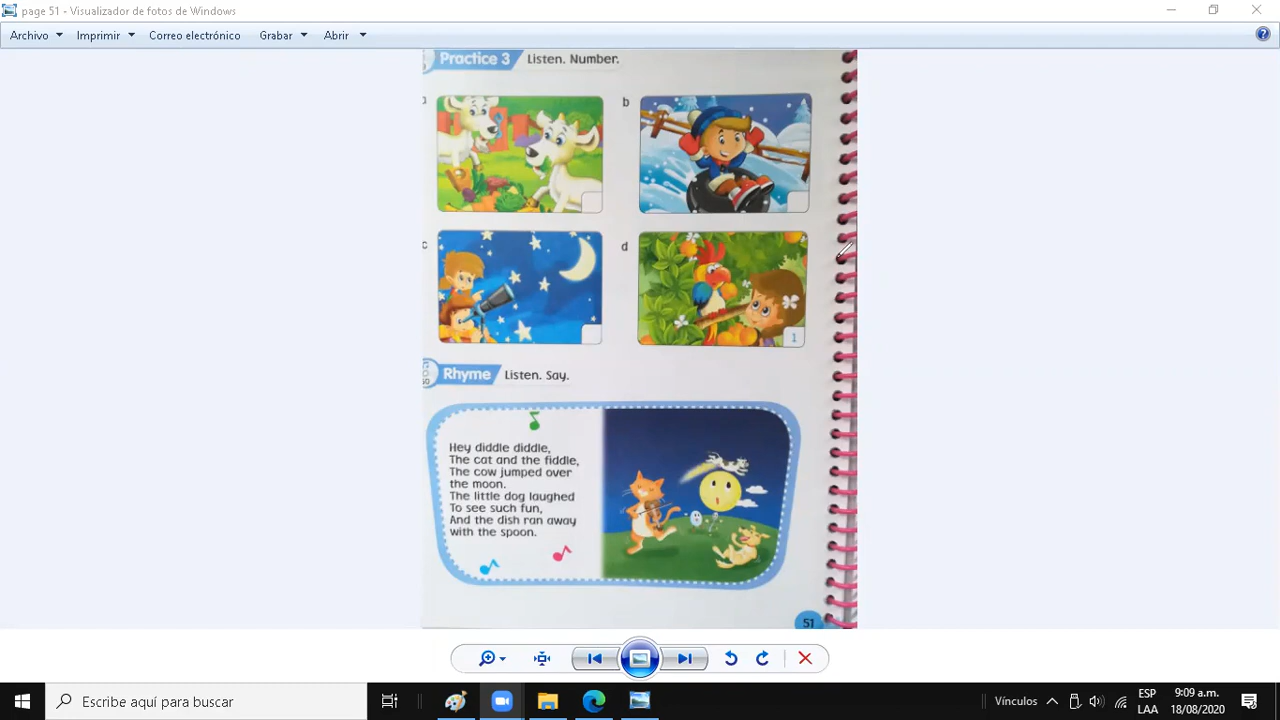 page 51 - Visualizador de fotos de Windows
Archivo Imprimir Correo electrónico Grabar Abrir
Practice 3 Listen. Number.
a b
c d
1
Rhyme Listen. Say.
Hey diddle diddle,
The cat and the fiddle,
The cow jumped over
the moon.
The little dog laughed
To see such fun,
And the dish ran away
with the spoon.
51
Escribe aquí para buscar
Vínculos
ESP
LAA
9:09 a.m.
18/08/2020